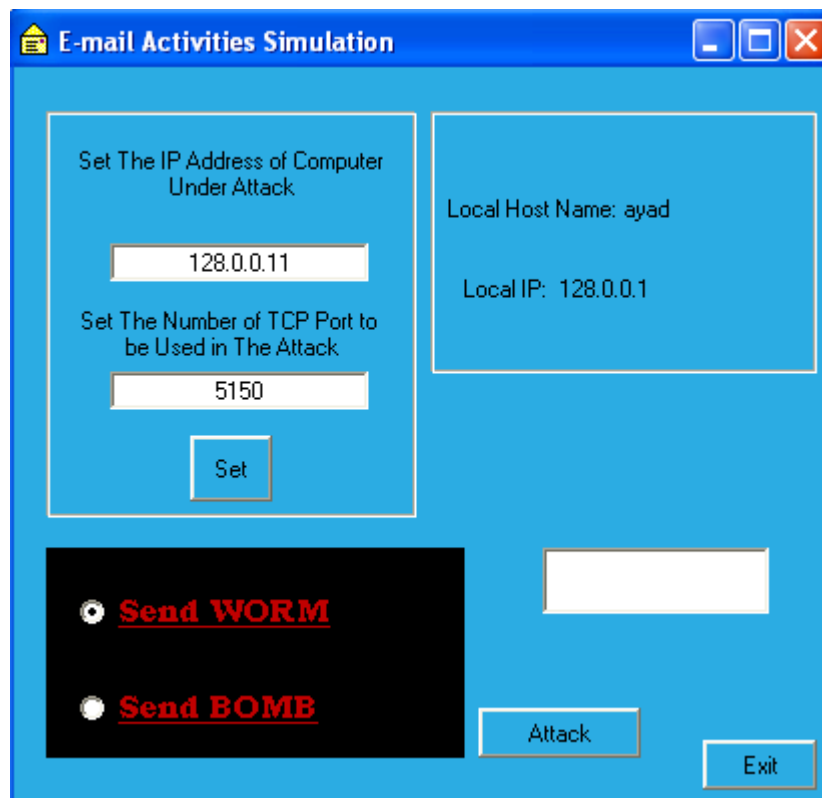 E-mail Activities Simulation
Set The IP Address of Computer
Under Attack
128.0.0.11
Set The Number of TCP Port to
be Used in The Attack
5150
Set
Local Host Name: ayad
Local IP: 128.0.0.1
Send WORM
Send BOMB
Attack
Exit